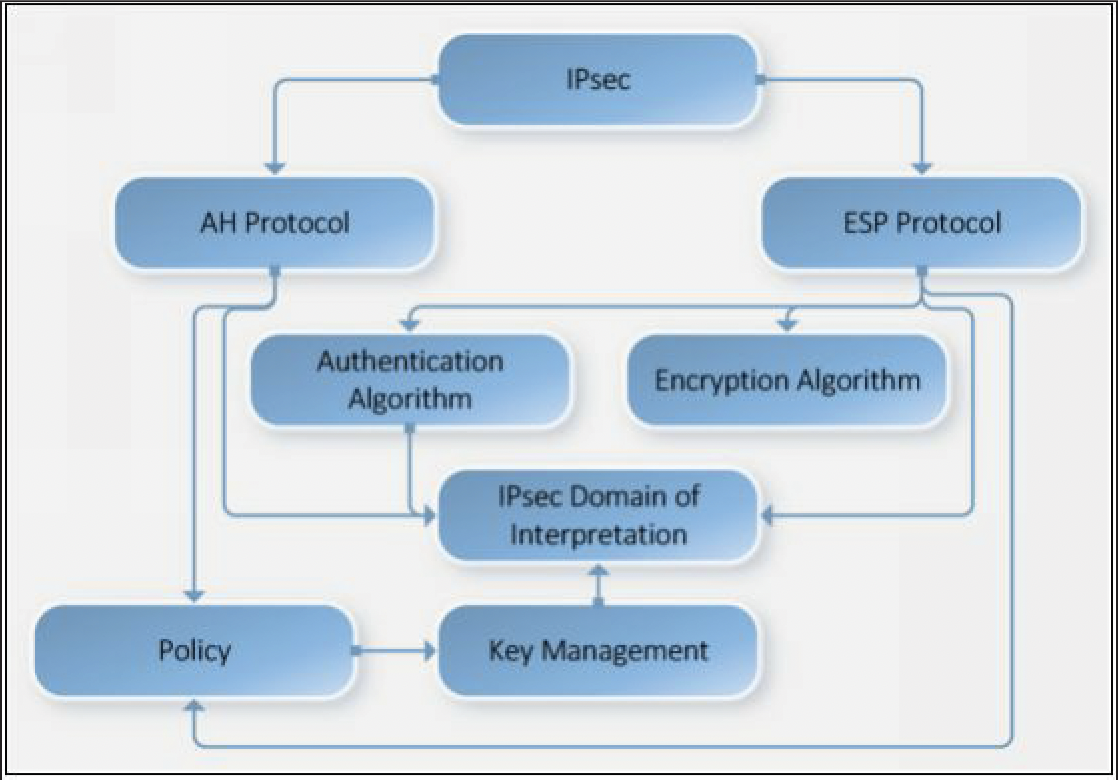 IPsec
AH Protocol
ESP Protocol
Authentication
Algorithm
Encryption Algorithm
IPsec Domain of
Interpretation
Policy
Key Management